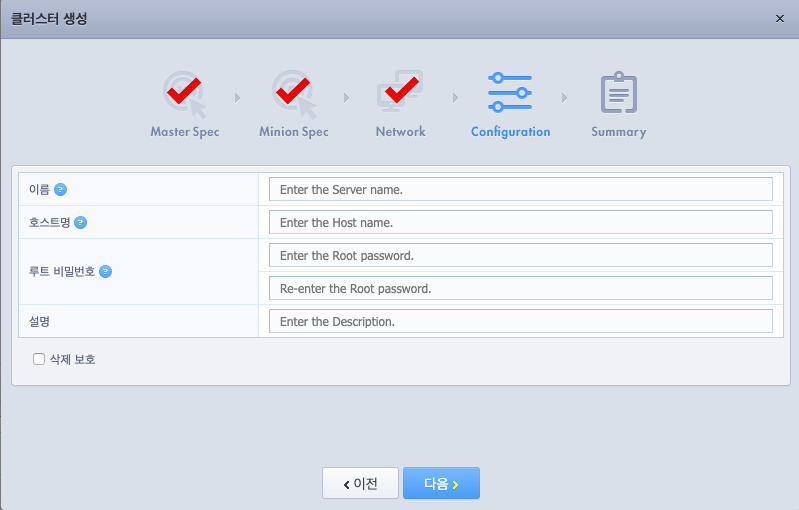 클러스터 생성
Master Spec
Minion Spec
Network
Configuration
Summary
이름 ?
Enter the Server name.
호스트명 ?
Enter the Host name.
루트 비밀번호 ?
Enter the Root password.
Re-enter the Root password.
설명
Enter the Description.
삭제 보호
이전
다음